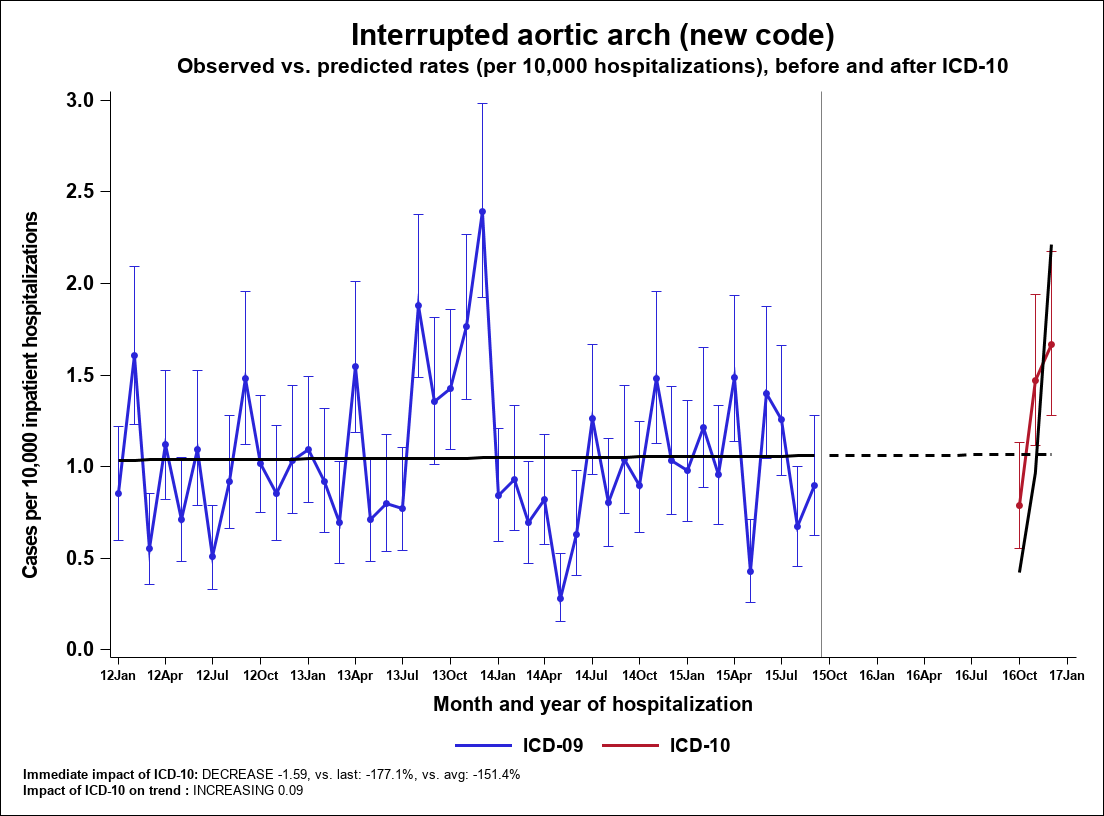 Interrupted aortic arch (new code)
Observed vs. predicted rates (per 10,000 hospitalizations), before and after ICD-10
Cases per 10,000 inpatient hospitalizations
3.0
2.5
2.0
1.5
1.0
0.5
0.0
12Jan 12Apr 12Jul 12Oct 13Jan 13Apr 13Jul 13Oct 14Jan 14Apr 14Jul 14Oct 15Jan 15Apr 15Jul 15Oct 16Jan 16Apr 16Jul 16Oct 17Jan
Month and year of hospitalization
ICD-09 ICD-10
Immediate impact of ICD-10: DECREASE -1.59, vs. last: -177.1%, vs. avg: -151.4%
Impact of ICD-10 on trend : INCREASING 0.09